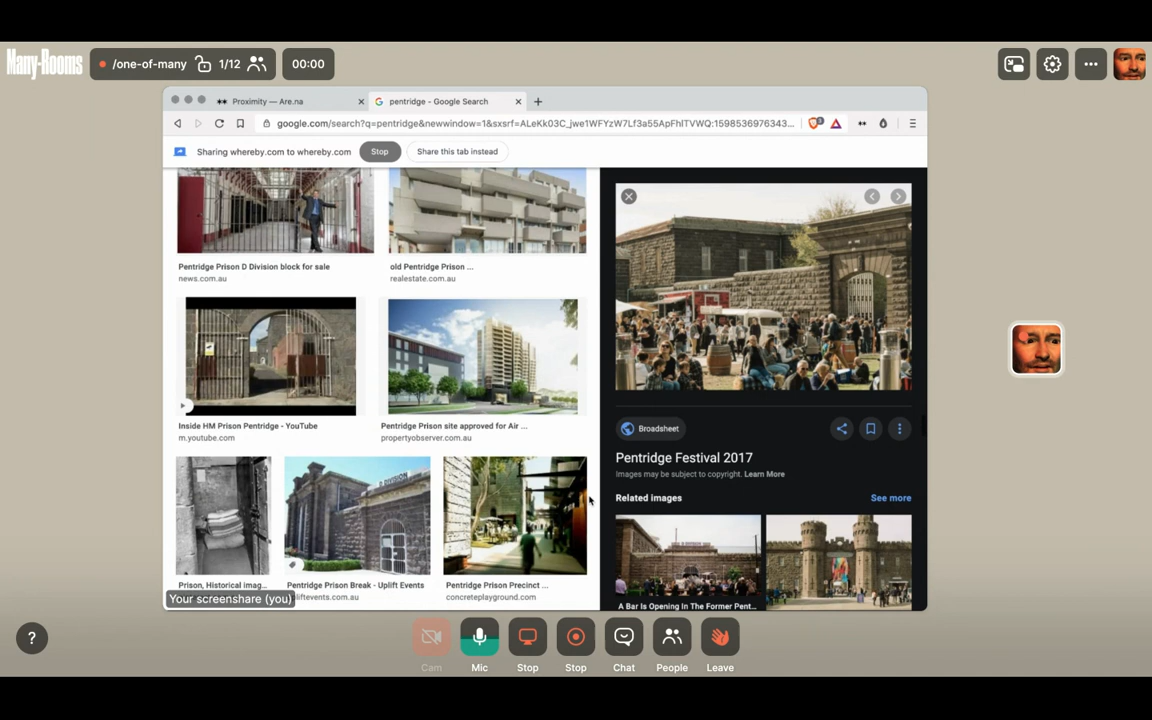 Many-Rooms
/one-of-many
1/12
00:00
Proximity — Are.na
pentridge - Google Search
google.com/search?q=pentridge&newwindow=1&sxsrf=ALeKk03C_jwe1WFYzW7Lf3a55ApFhlTVWQ:1598536976343...
Sharing whereby.com to whereby.com
Stop
Share this tab instead
Pentridge Prison D Division block for sale
news.com.au
old Pentridge Prison ...
realestate.com.au
Inside HM Prison Pentridge - YouTube
m.youtube.com
Pentridge Prison site approved for Air ...
propertyobserver.com.au
D DIVISION
Prison, Historical imag...
Pentridge Prison Break - Uplift Events
liftevents.com.au
Pentridge Prison Precinct ...
concreteplayground.com
Your screenshare (you)
Broadsheet
Pentridge Festival 2017
Images may be subject to copyright. Learn More
Related images
See more
A Bar Is Opening In The Former Pent...
?
Cam
Mic
Stop
Stop
Chat
People
Leave